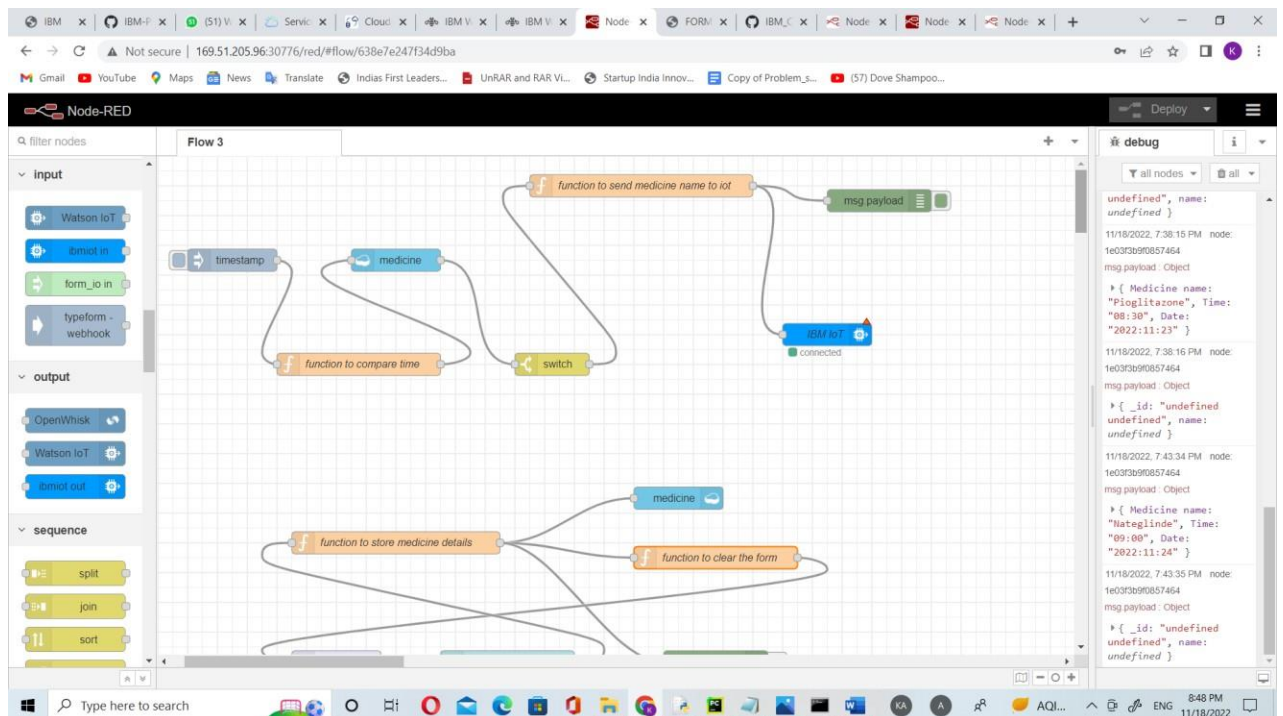 IBM
IBM-P
(51) W
Servic
Cloud
IBM W
IBM W
Node
FORM
IBM_C
Node
Node
Node
Not secure | 169.51.205.96:30776/red/#flow/638e7e247f34d9ba
K
Gmail
YouTube
Maps
News
Translate
Indias First Leaders...
UnRAR and RAR Vi...
Startup India Innov...
Copy of Problem_s...
(57) Dove Shampoo...
Node-RED
Deploy
filter nodes
Flow 3
debug
i
all nodes
all
input
Watson IoT
ibmiot in
form_io in
typeform -
webhook
output
OpenWhisk
Watson IoT
ibmiot out
sequence
split
join
sort
function to send medicine name to iot
msg.payload
timestamp
medicine
IBM IoT
connected
function to compare time
switch
medicine
function to store medicine details
function to clear the form
undefined", name:
undefined }
11/18/2022, 7:38:15 PM node:
1e03f3b9f0857464
msg.payload : Object
{ Medicine name:
"Pioglitazone", Time:
"08:30", Date:
"2022:11:23" }
11/18/2022, 7:38:16 PM node:
1e03f3b9f0857464
msg.payload : Object
{ _id: "undefined
undefined", name:
undefined }
11/18/2022, 7:43:34 PM node:
1e03f3b9f0857464
msg.payload : Object
{ Medicine name:
"Nateglinde", Time:
"09:00", Date:
"2022:11:24" }
11/18/2022, 7:43:35 PM node:
1e03f3b9f0857464
msg.payload : Object
{ _id: "undefined
undefined", name:
undefined }
Type here to search
KA
A
AQI...
ENG
8:48 PM
11/18/2022